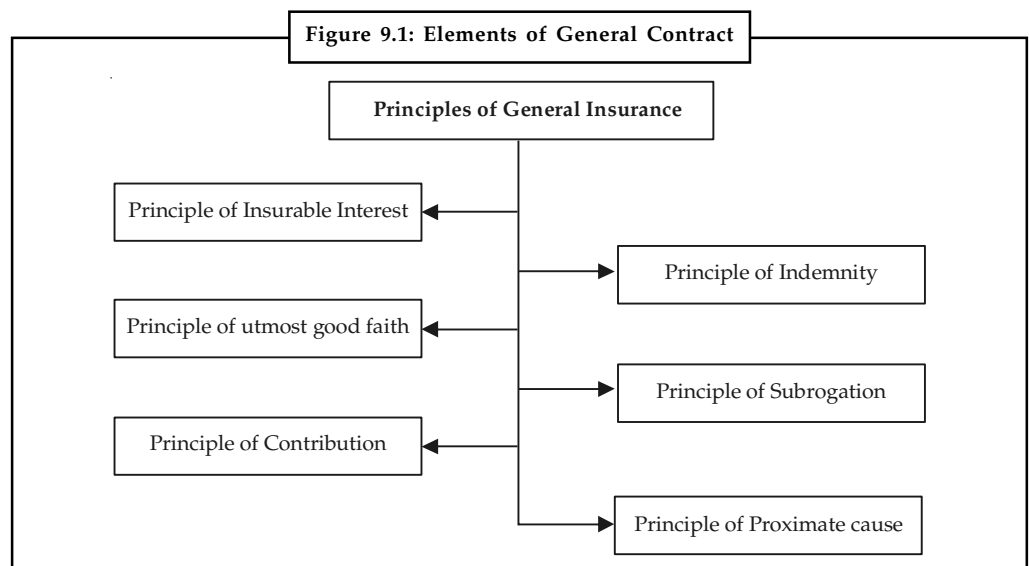 Figure 9.1: Elements of General Contract
Principles of General Insurance
Principle of Insurable Interest
Principle of Indemnity
Principle of utmost good faith
Principle of Subrogation
Principle of Contribution
Principle of Proximate cause